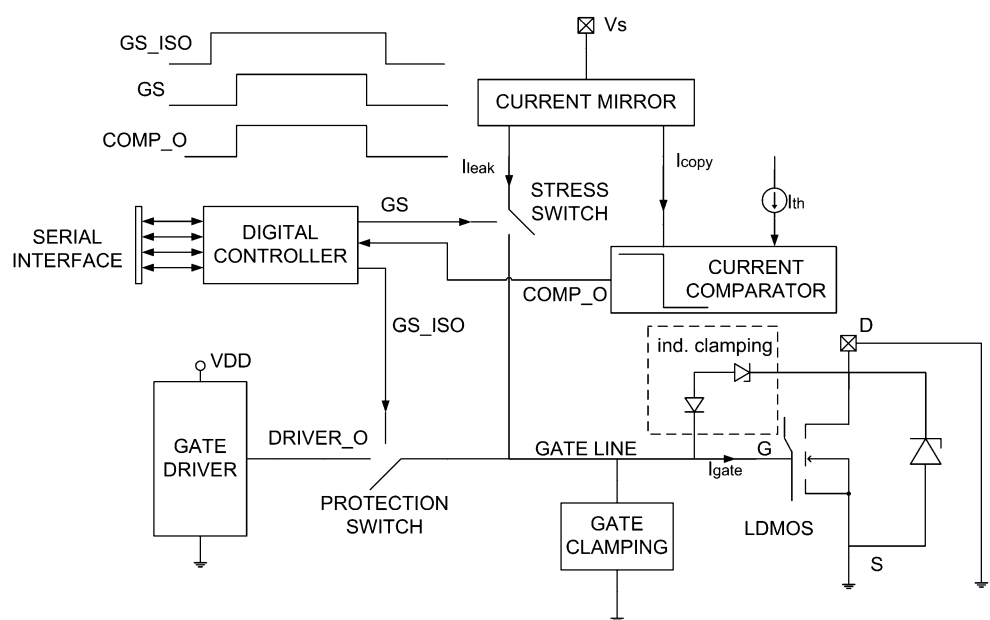 GS_ISO
GS
COMP_O
Vs
CURRENT MIRROR
Ileak
Icopy
STRESS
SWITCH
Ith
GS
SERIAL
INTERFACE
DIGITAL
CONTROLLER
CURRENT
COMPARATOR
COMP_O
GS_ISO
D
ind. clamping
VDD
GATE
DRIVER
DRIVER_O
GATE LINE
Igate
G
PROTECTION
SWITCH
GATE
CLAMPING
LDMOS
S